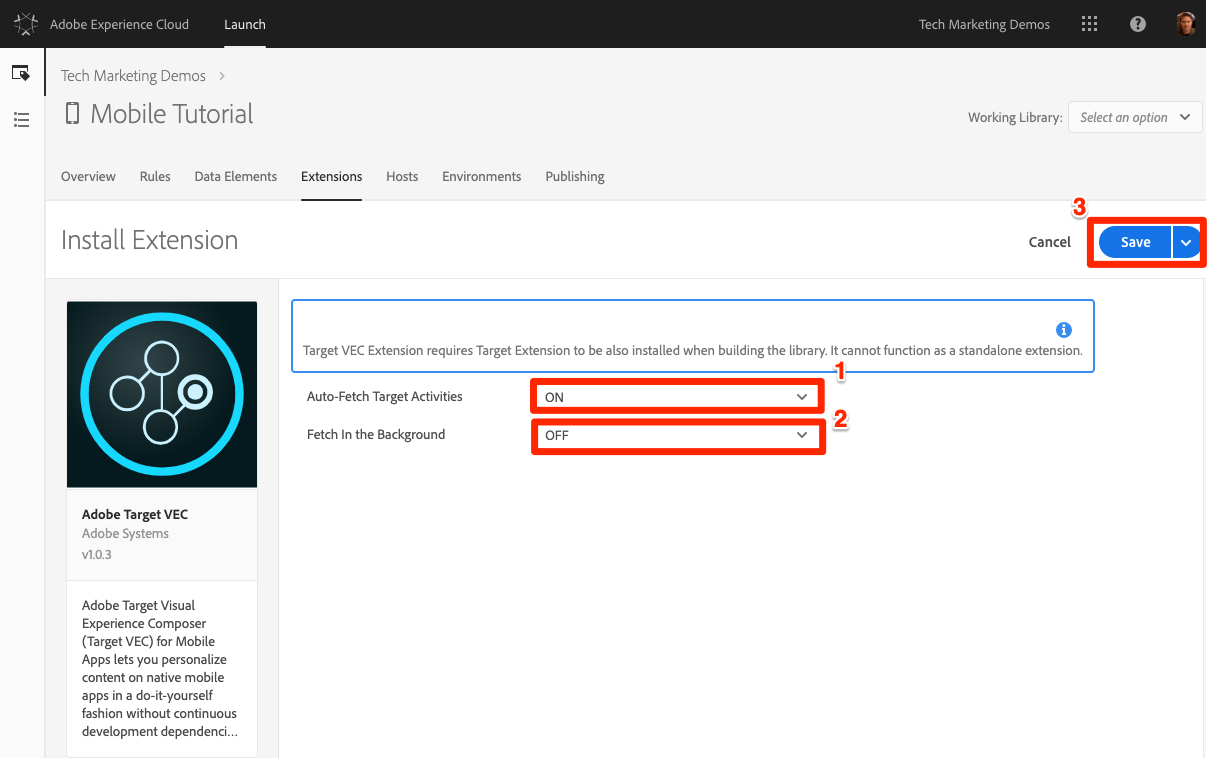 Adobe Experience Cloud
Launch
Tech Marketing Demos
?
Tech Marketing Demos >
Mobile Tutorial
Working Library: Select an option
Overview Rules Data Elements Extensions Hosts Environments Publishing
3
Install Extension
Cancel
Save
i
Target VEC Extension requires Target Extension to be also installed when building the library. It cannot function as a standalone extension.
1
Auto-Fetch Target Activities ON
2
Fetch In the Background OFF
Adobe Target VEC
Adobe Systems
v1.0.3
Adobe Target Visual
Experience Composer
(Target VEC) for Mobile
Apps lets you personalize
content on native mobile
apps in a do-it-yourself
fashion without continuous
development dependenci...